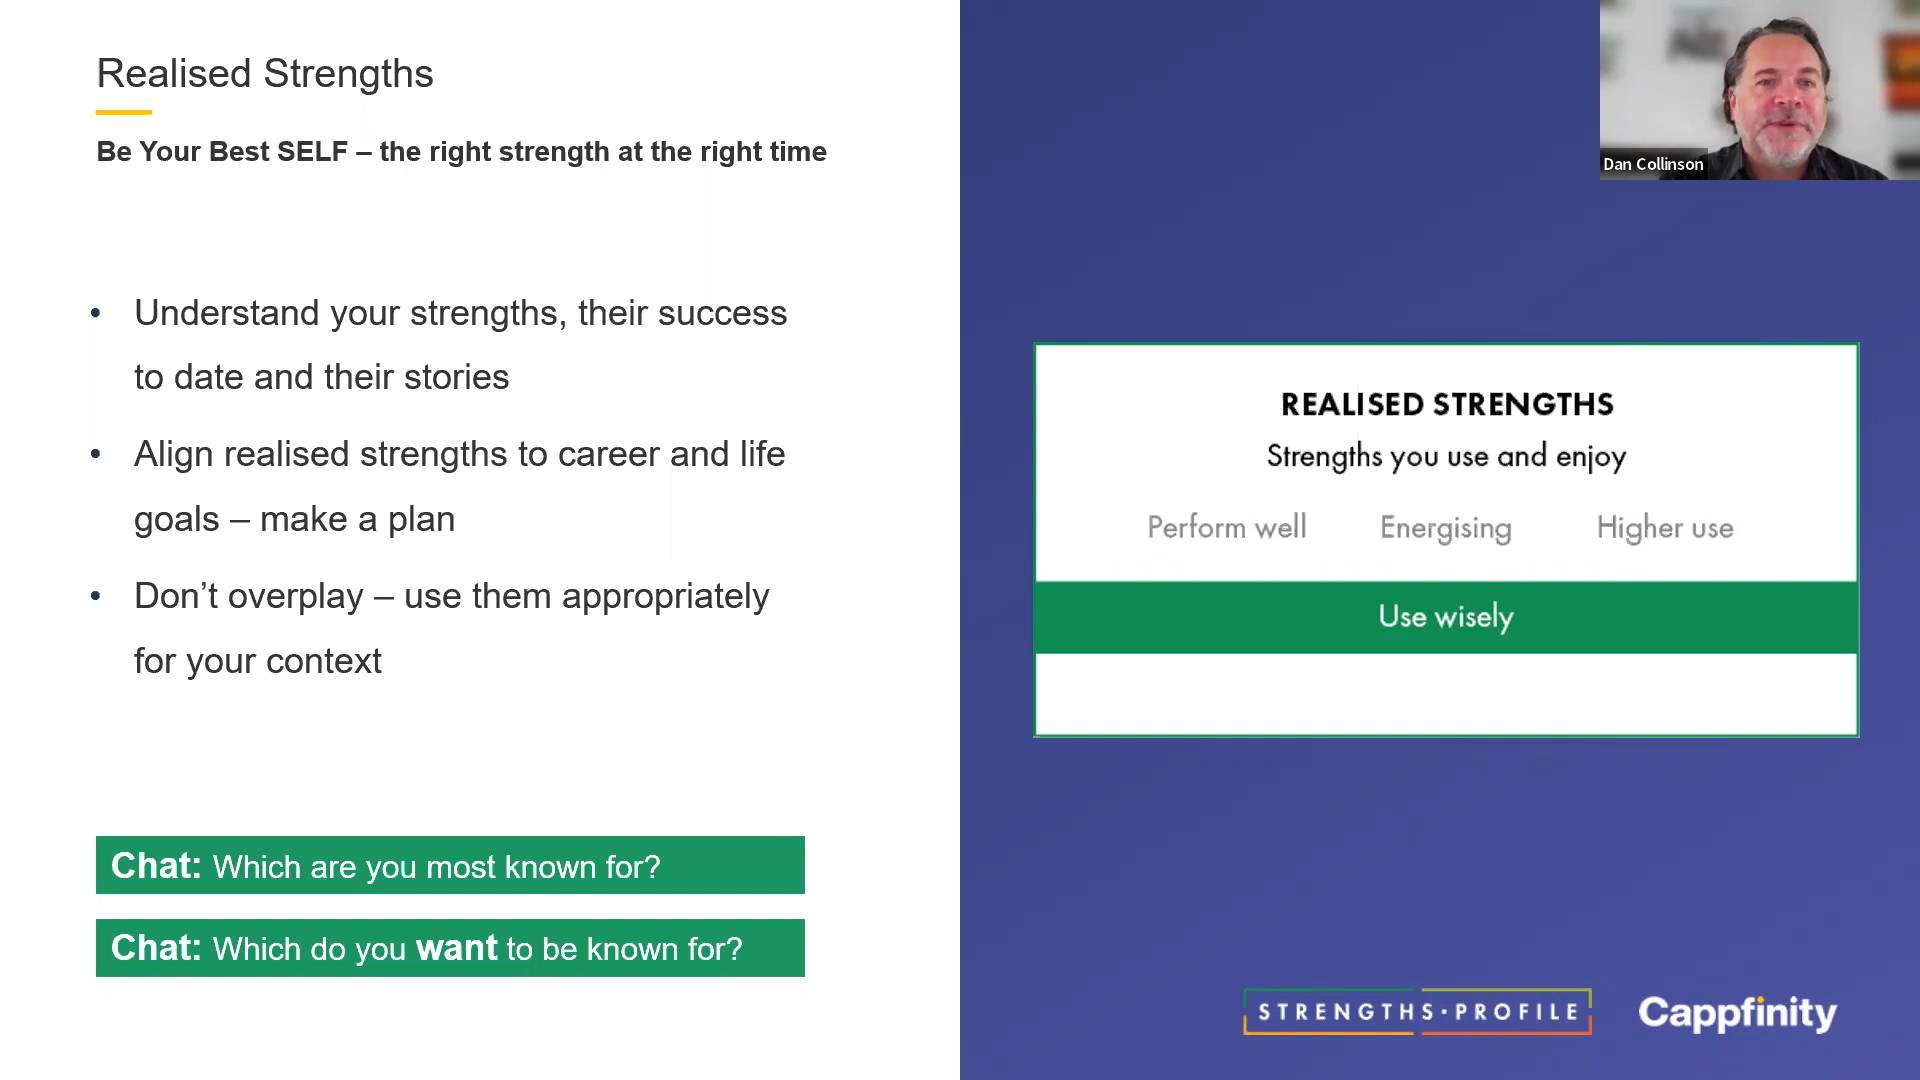 Realised Strengths
Be Your Best SELF – the right strength at the right time
• Understand your strengths, their success
to date and their stories
• Align realised strengths to career and life
goals – make a plan
• Don’t overplay – use them appropriately
for your context
Chat: Which are you most known for?
Chat: Which do you want to be known for?
Dan Collinson
REALISED STRENGTHS
Strengths you use and enjoy
Perform well Energising Higher use
Use wisely
STRENGTHS·PROFILE
Cappfinity